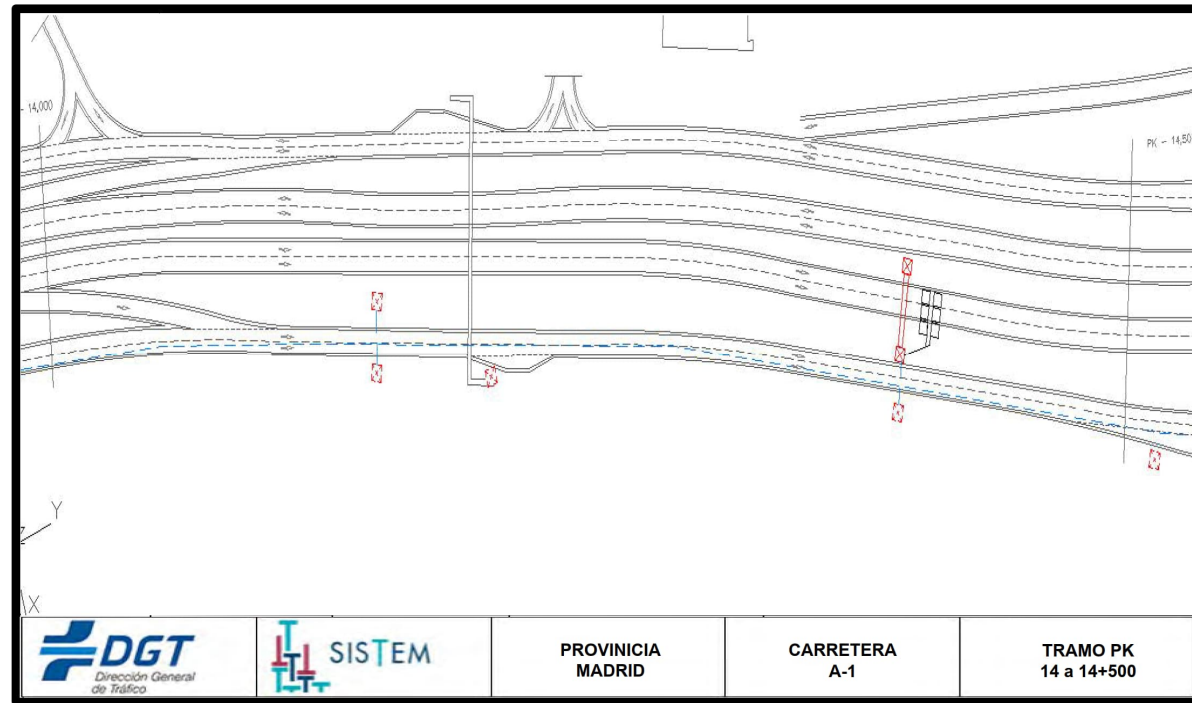 - 14,000
PK - 14,50
Y
X
DGT
Dirección General
de Tráfico
SISTEM
PROVINICIA
MADRID
CARRETERA
A-1
TRAMO PK
14 a 14+500